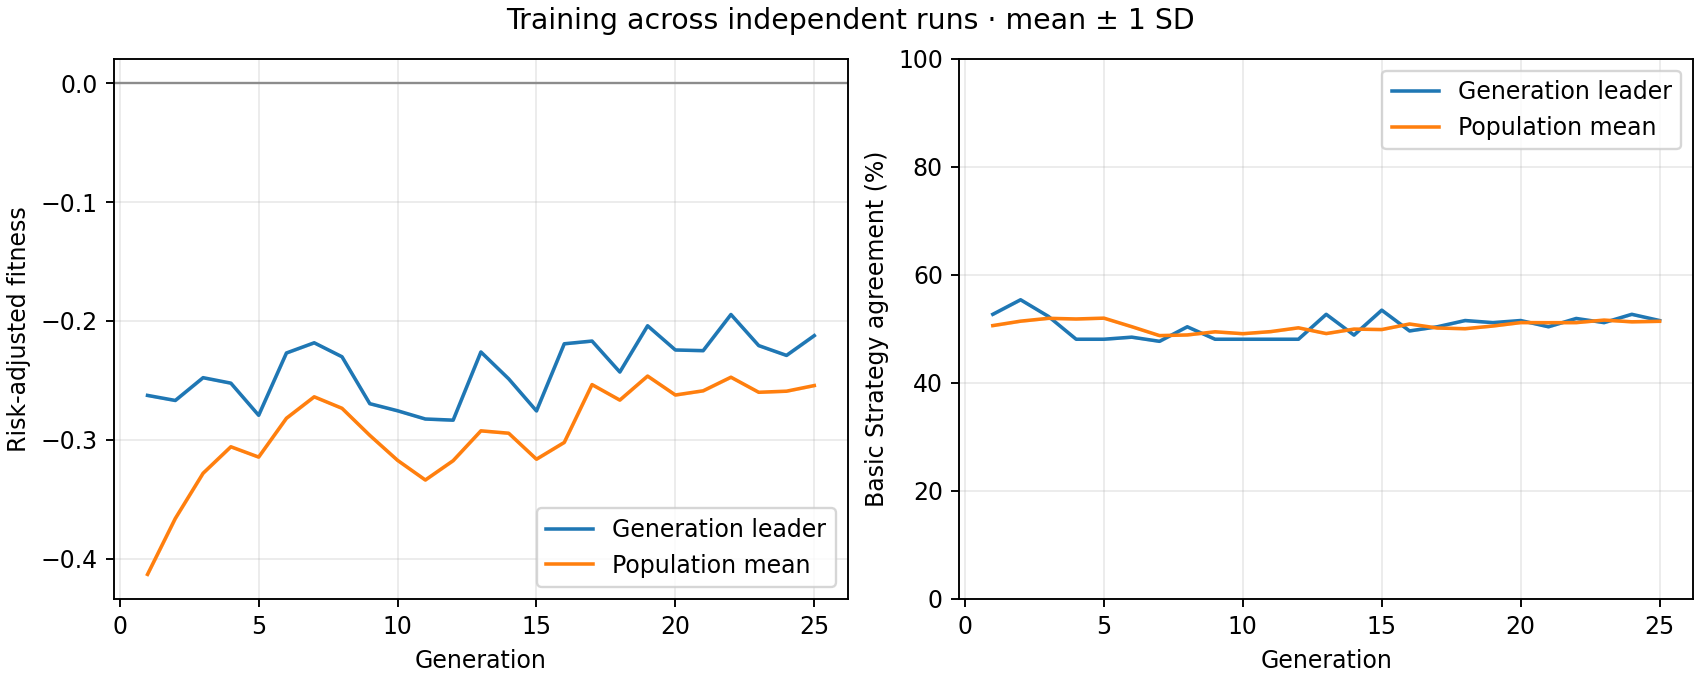 Training across independent runs · mean ± 1 SD
Risk-adjusted fitness
0.0
−0.1
−0.2
−0.3
−0.4
0 5 10 15 20 25
Generation
Generation leader
Population mean
Basic Strategy agreement (%)
100
80
60
40
20
0
0 5 10 15 20 25
Generation
Generation leader
Population mean